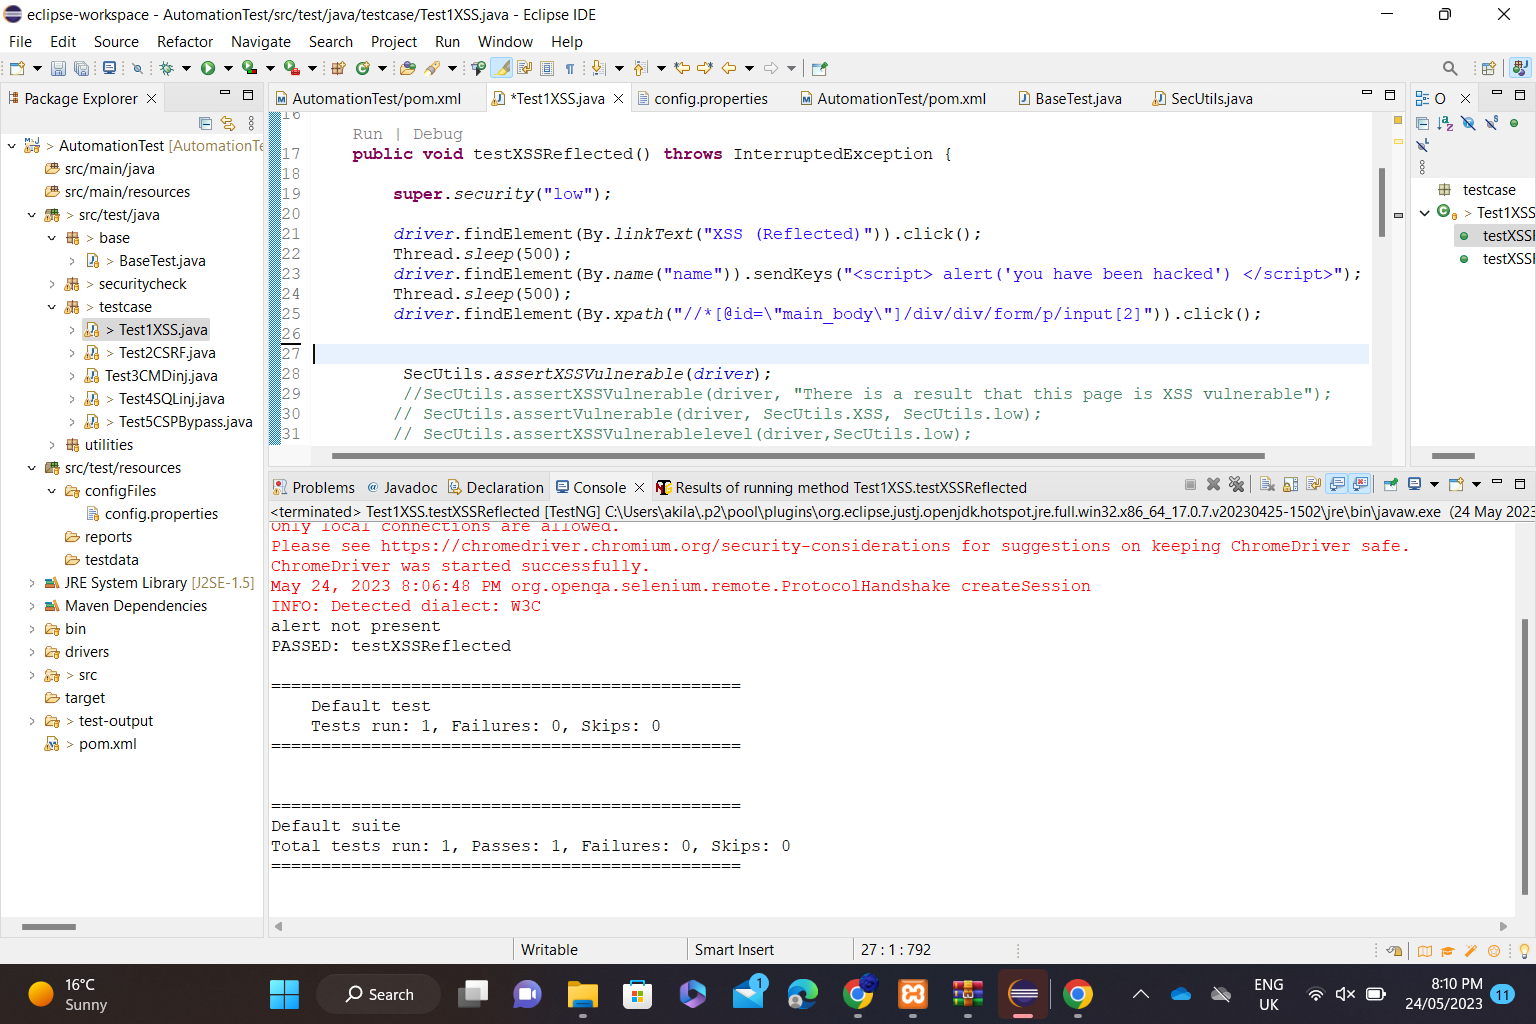 eclipse-workspace - AutomationTest/src/test/java/testcase/Test1XSS.java - Eclipse IDE
File Edit Source Refactor Navigate Search Project Run Window Help
Package Explorer
AutomationTest/pom.xml
*Test1XSS.java
config.properties
AutomationTest/pom.xml
BaseTest.java
SecUtils.java
O
> AutomationTest [AutomationTe
src/main/java
src/main/resources
> src/test/java
> base
> BaseTest.java
> securitycheck
> testcase
> Test1XSS.java
> Test2CSRF.java
Test3CMDinj.java
> Test4SQLinj.java
> Test5CSPBypass.java
utilities
src/test/resources
configFiles
config.properties
reports
testdata
JRE System Library [J2SE-1.5]
Maven Dependencies
bin
drivers
> src
target
> test-output
> pom.xml
16
Run | Debug
17 public void testXSSReflected() throws InterruptedException {
18
19 super.security("low");
20
21 driver.findElement(By.linkText("XSS (Reflected)")).click();
22 Thread.sleep(500);
23 driver.findElement(By.name("name")).sendKeys("<script> alert('you have been hacked') </script>");
24 Thread.sleep(500);
25 driver.findElement(By.xpath("//*[@id=\"main_body\"]/div/div/form/p/input[2]")).click();
26
27
28 SecUtils.assertXSSVulnerable(driver);
29 //SecUtils.assertXSSVulnerable(driver, "There is a result that this page is XSS vulnerable");
30 // SecUtils.assertVulnerable(driver, SecUtils.XSS, SecUtils.low);
31 // SecUtils.assertXSSVulnerablelevel(driver,SecUtils.low);
testcase
> Test1XSS
testXSSI
testXSSI
Problems @ Javadoc Declaration Console Results of running method Test1XSS.testXSSReflected
<terminated> Test1XSS.testXSSReflected [TestNG] C:\Users\akila\.p2\pool\plugins\org.eclipse.justj.openjdk.hotspot.jre.full.win32.x86_64_17.0.7.v20230425-1502\jre\bin\javaw.exe (24 May 2023
Only local connections are allowed.
Please see https://chromedriver.chromium.org/security-considerations for suggestions on keeping ChromeDriver safe.
ChromeDriver was started successfully.
May 24, 2023 8:06:48 PM org.openqa.selenium.remote.ProtocolHandshake createSession
INFO: Detected dialect: W3C
alert not present
PASSED: testXSSReflected
===============================================
Default test
Tests run: 1, Failures: 0, Skips: 0
===============================================
===============================================
Default suite
Total tests run: 1, Passes: 1, Failures: 0, Skips: 0
===============================================
Writable
Smart Insert
27 : 1 : 792
16°C
Sunny
Search
1
ENG
UK
8:10 PM
24/05/2023
11